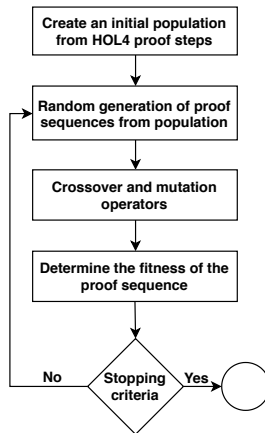 Create an initial population
from HOL4 proof steps
Random generation of proof
sequences from population
Crossover and mutation
operators
Determine the fitness of the
proof sequence
No
Stopping
criteria
Yes